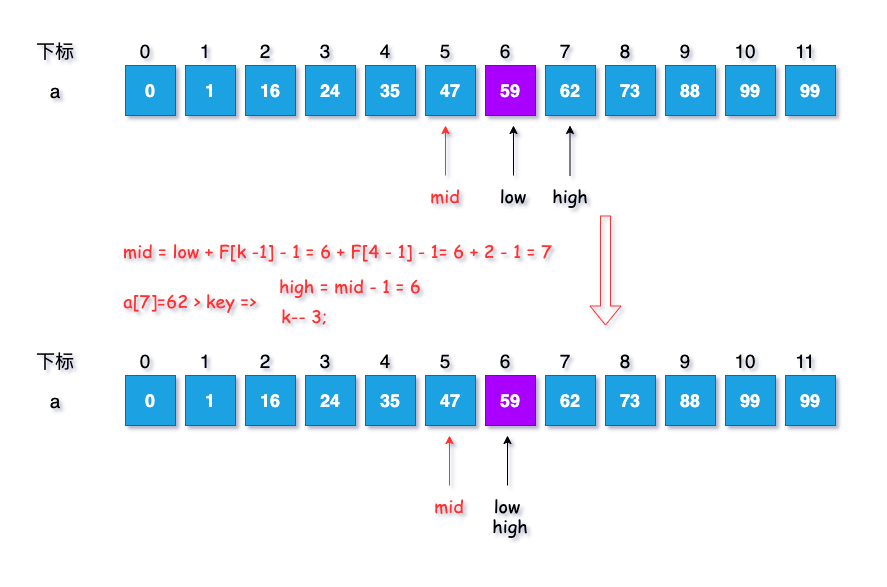 下标 0 1 2 3 4 5 6 7 8 9 10 11
a 0 1 16 24 35 47 59 62 73 88 99 99
mid low high
mid = low + F[k -1] - 1 = 6 + F[4 - 1] - 1= 6 + 2 - 1 = 7
high = mid - 1 = 6
a[7]=62 > key =>
k-- 3;
下标 0 1 2 3 4 5 6 7 8 9 10 11
a 0 1 16 24 35 47 59 62 73 88 99 99
mid low
high